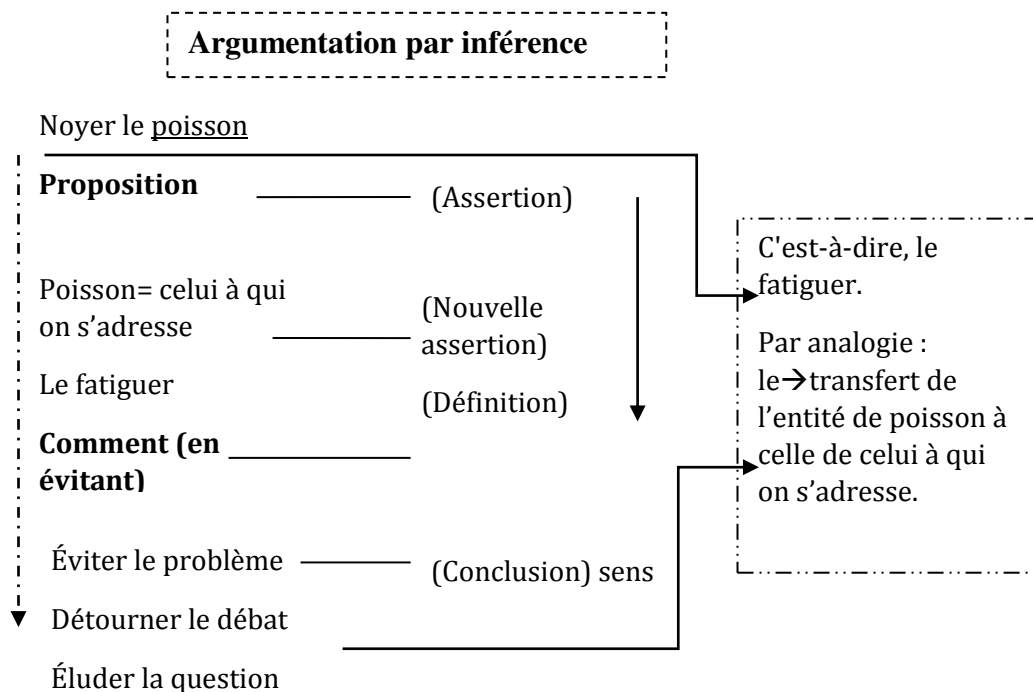 Argumentation par inférence
Noyer le poisson
Proposition
(Assertion)
Poisson= celui à qui
on s’adresse
(Nouvelle
assertion)
Le fatiguer
(Définition)
Comment (en
évitant)
Éviter le problème
(Conclusion) sens
Détourner le débat
Éluder la question
C'est-à-dire, le
fatiguer.
Par analogie :
le→transfert de
l’entité de poisson à
celle de celui à qui
on s’adresse.